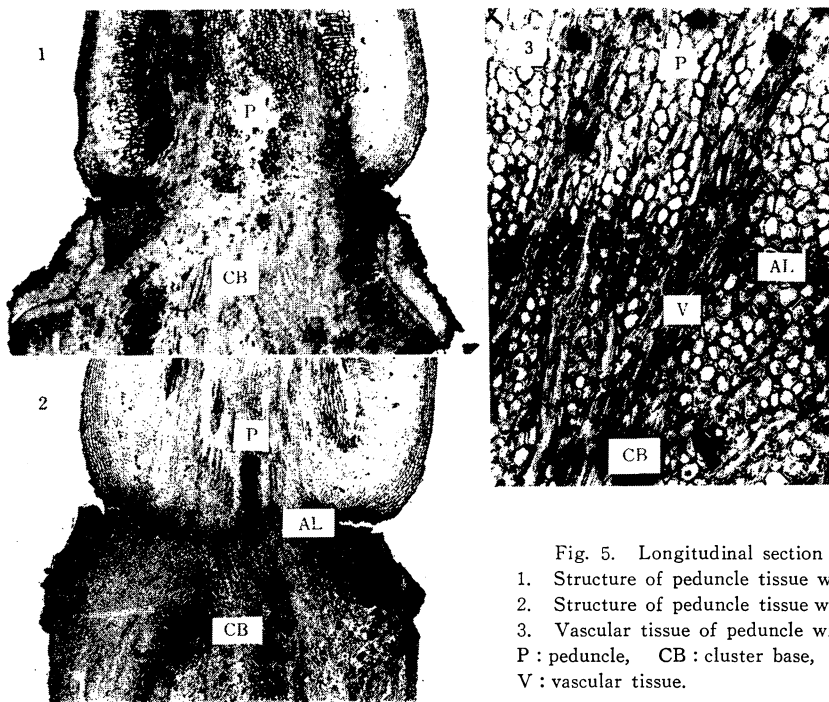 1
P
CB
2
P
AL
CB
3
P
AL
V
CB
Fig. 5. Longitudinal section
1. Structure of peduncle tissue w
2. Structure of peduncle tissue w
3. Vascular tissue of peduncle w
P : peduncle, CB : cluster base,
V : vascular tissue.